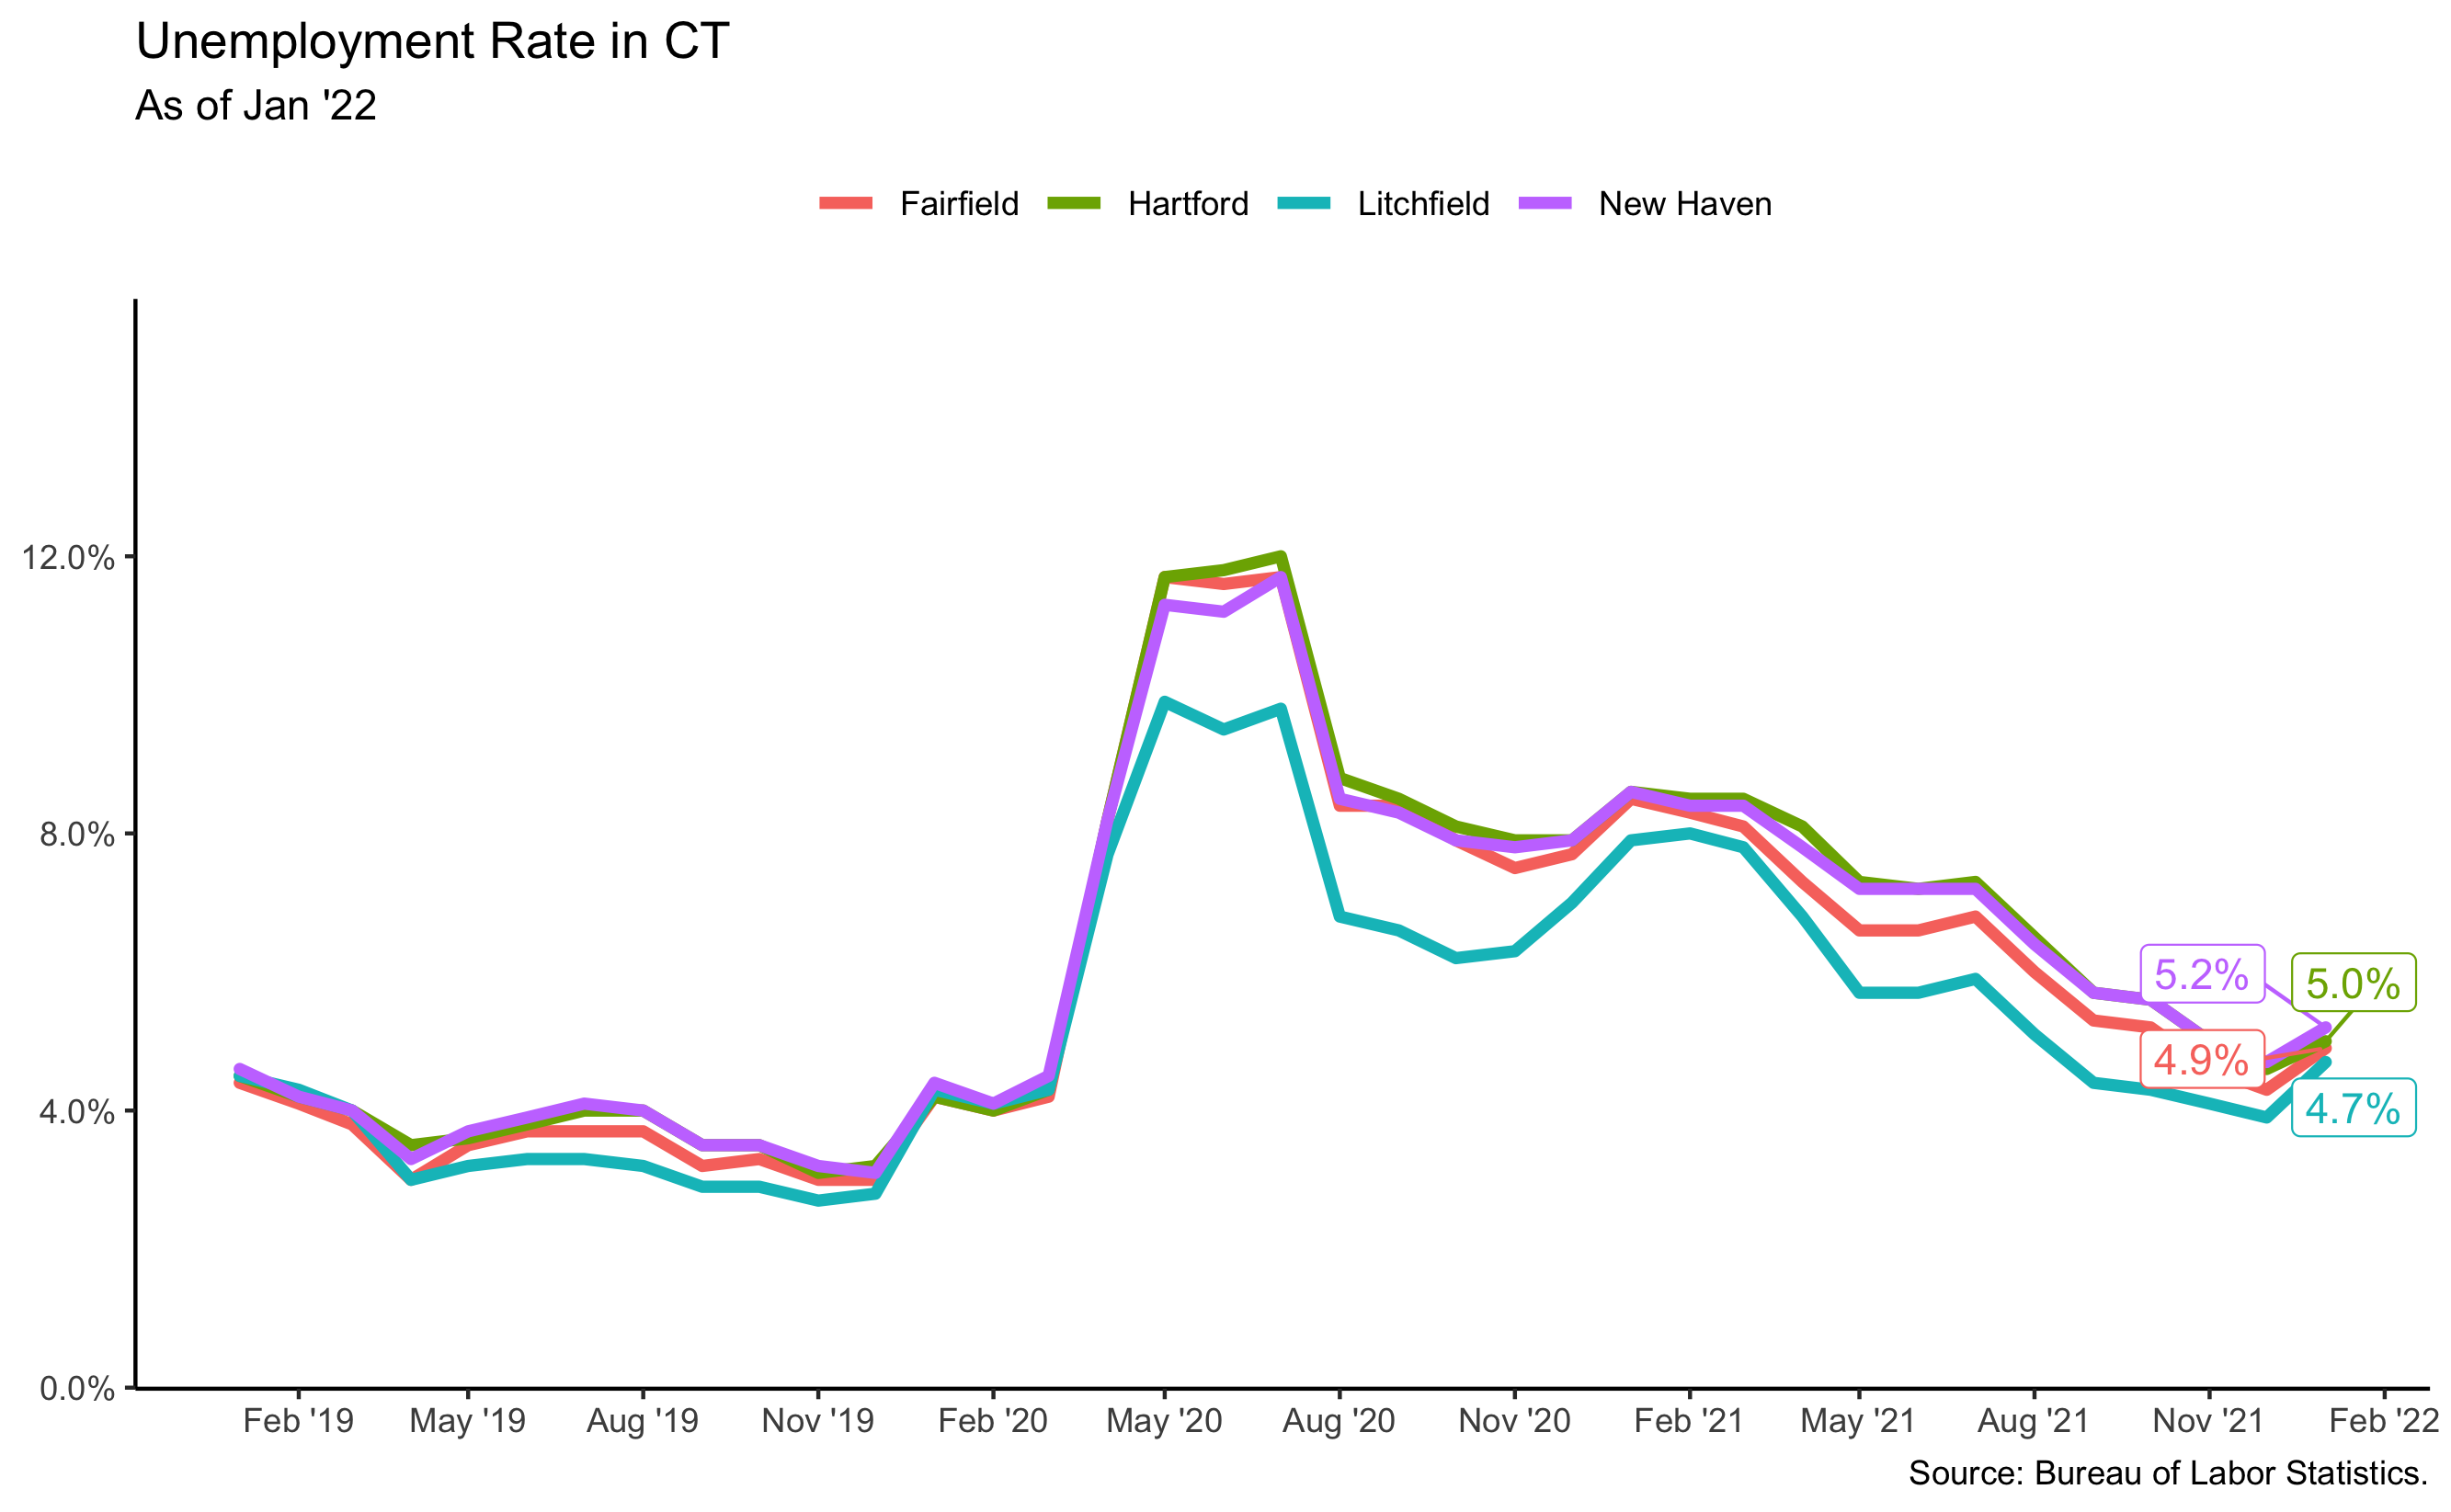 Unemployment Rate in CT
As of Jan '22
Fairfield Hartford Litchfield New Haven
12.0%
8.0%
4.0%
0.0%
5.2%
5.0%
4.9%
4.7%
Feb '19 May '19 Aug '19 Nov '19 Feb '20 May '20 Aug '20 Nov '20 Feb '21 May '21 Aug '21 Nov '21 Feb '22
Source: Bureau of Labor Statistics.